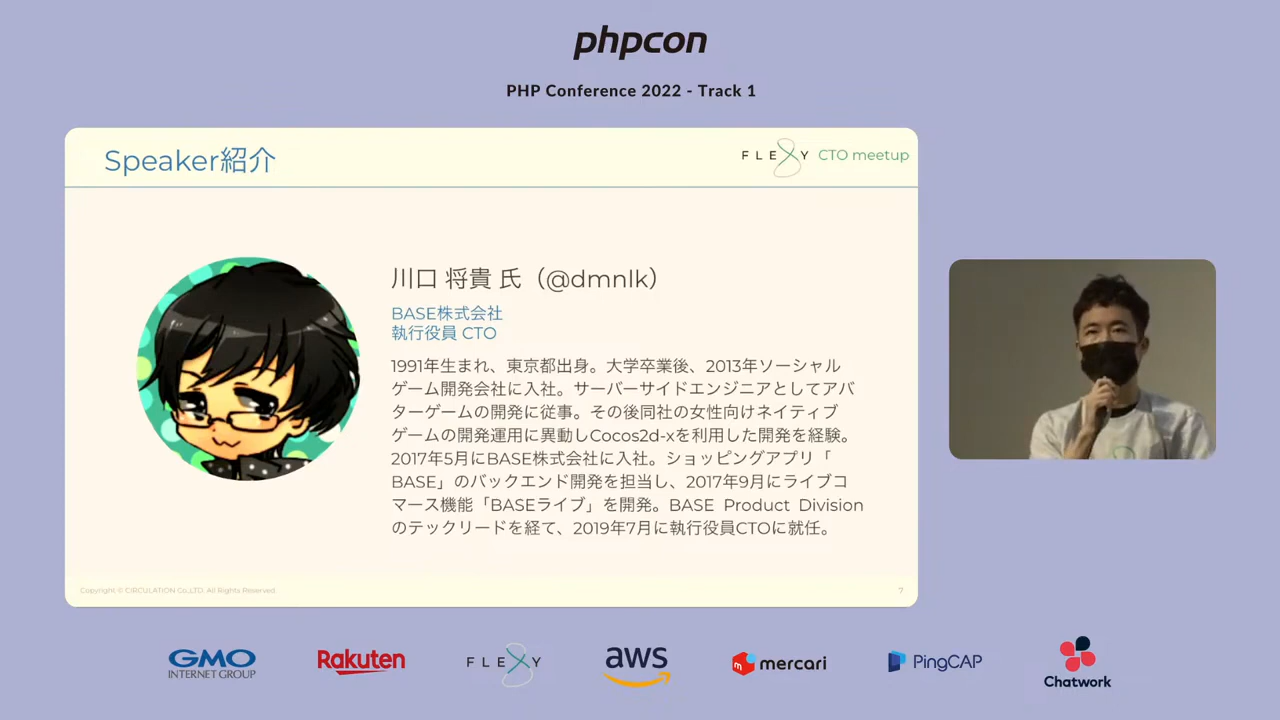 phpcon
PHP Conference 2022 - Track 1
Speaker紹介
FLEXY CTO meetup
川口 将貴 氏（@dmnlk）
BASE株式会社
執行役員 CTO
1991年生まれ、東京都出身。大学卒業後、2013年ソーシャル
ゲーム開発会社に入社。サーバーサイドエンジニアとしてアバ
ターゲームの開発に従事。その後同社の女性向けネイティブ
ゲームの開発運用に異動しCocos2d-xを利用した開発を経験。
2017年5月にBASE株式会社に入社。ショッピングアプリ「
BASE」のバックエンド開発を担当し、2017年9月にライブコ
マース機能「BASEライブ」を開発。BASE Product Division
のテックリードを経て、2019年7月に執行役員CTOに就任。
Copyright © CIRCULATION Co.,LTD. All Rights Reserved.
7
GMO
INTERNET GROUP
Rakuten
FLEXY
aws
mercari
PingCAP
Chatwork